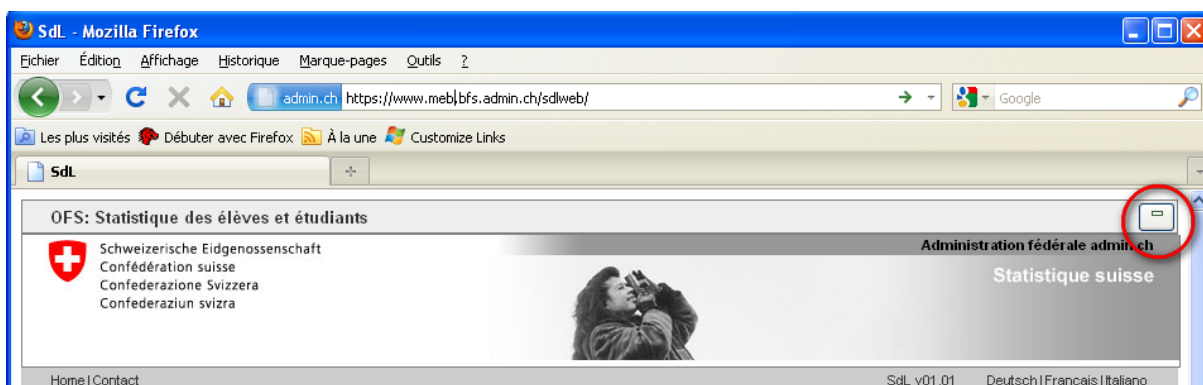 SdL - Mozilla Firefox
Fichier Édition Affichage Historique Marque-pages Outils ?
admin.ch https://www.meb.bfs.admin.ch/sdlweb/ Google
Les plus visités Débuter avec Firefox À la une Customize Links
SdL
OFS: Statistique des élèves et étudiants
Schweizerische Eidgenossenschaft
Confédération suisse
Confederazione Svizzera
Confederaziun svizra
Administration fédérale admin.ch
Statistique suisse
Home | Contact SdL v01.01 Deutsch | Français | Italiano